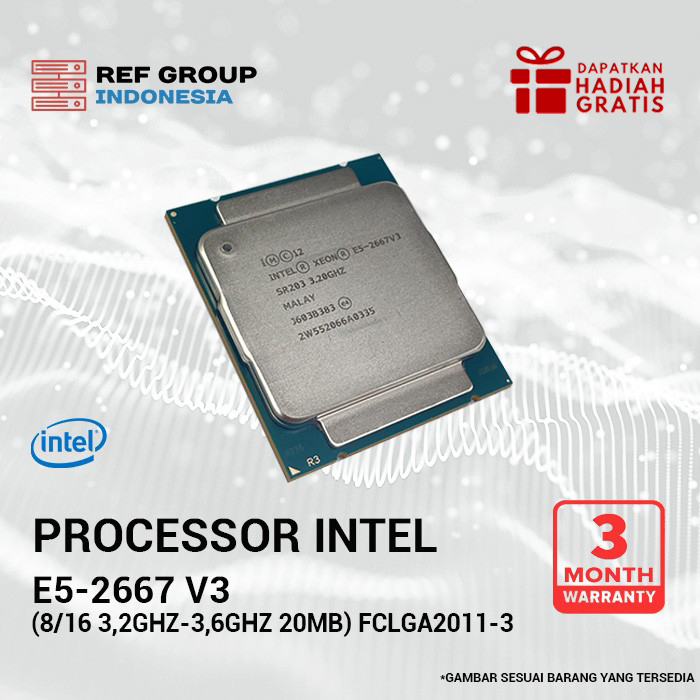 REF GROUP
INDONESIA
DAPATKAN
HADIAH
GRATIS
i Ⓜ Ⓒ 12
INTEL® XEON® E5-2667V3
SR203 3.20GHZ
MALAY
J603B383 e4
2W552066A0335
R3
intel
PROCESSOR INTEL
E5-2667 V3
(8/16 3,2GHZ-3,6GHZ 20MB) FCLGA2011-3
3
MONTH
WARRANTY
*GAMBAR SESUAI BARANG YANG TERSEDIA